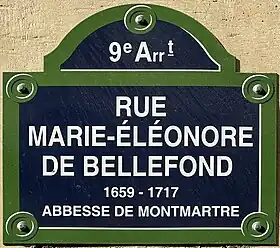 9e Arrt
RUE
MARIE-ÉLÉONORE
DE BELLEFOND
1659 - 1717
ABBESSE DE MONTMARTRE